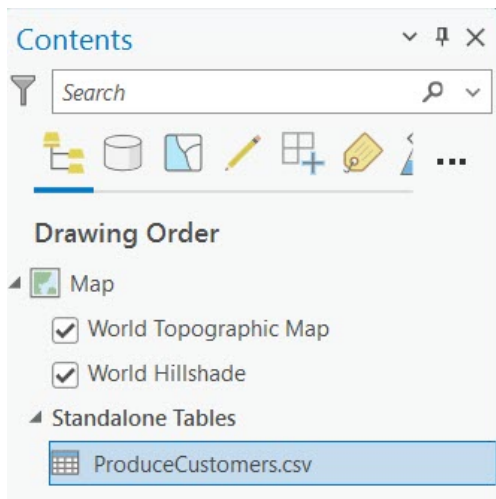 Contents
Search
Drawing Order
Map
World Topographic Map
World Hillshade
Standalone Tables
ProduceCustomers.csv